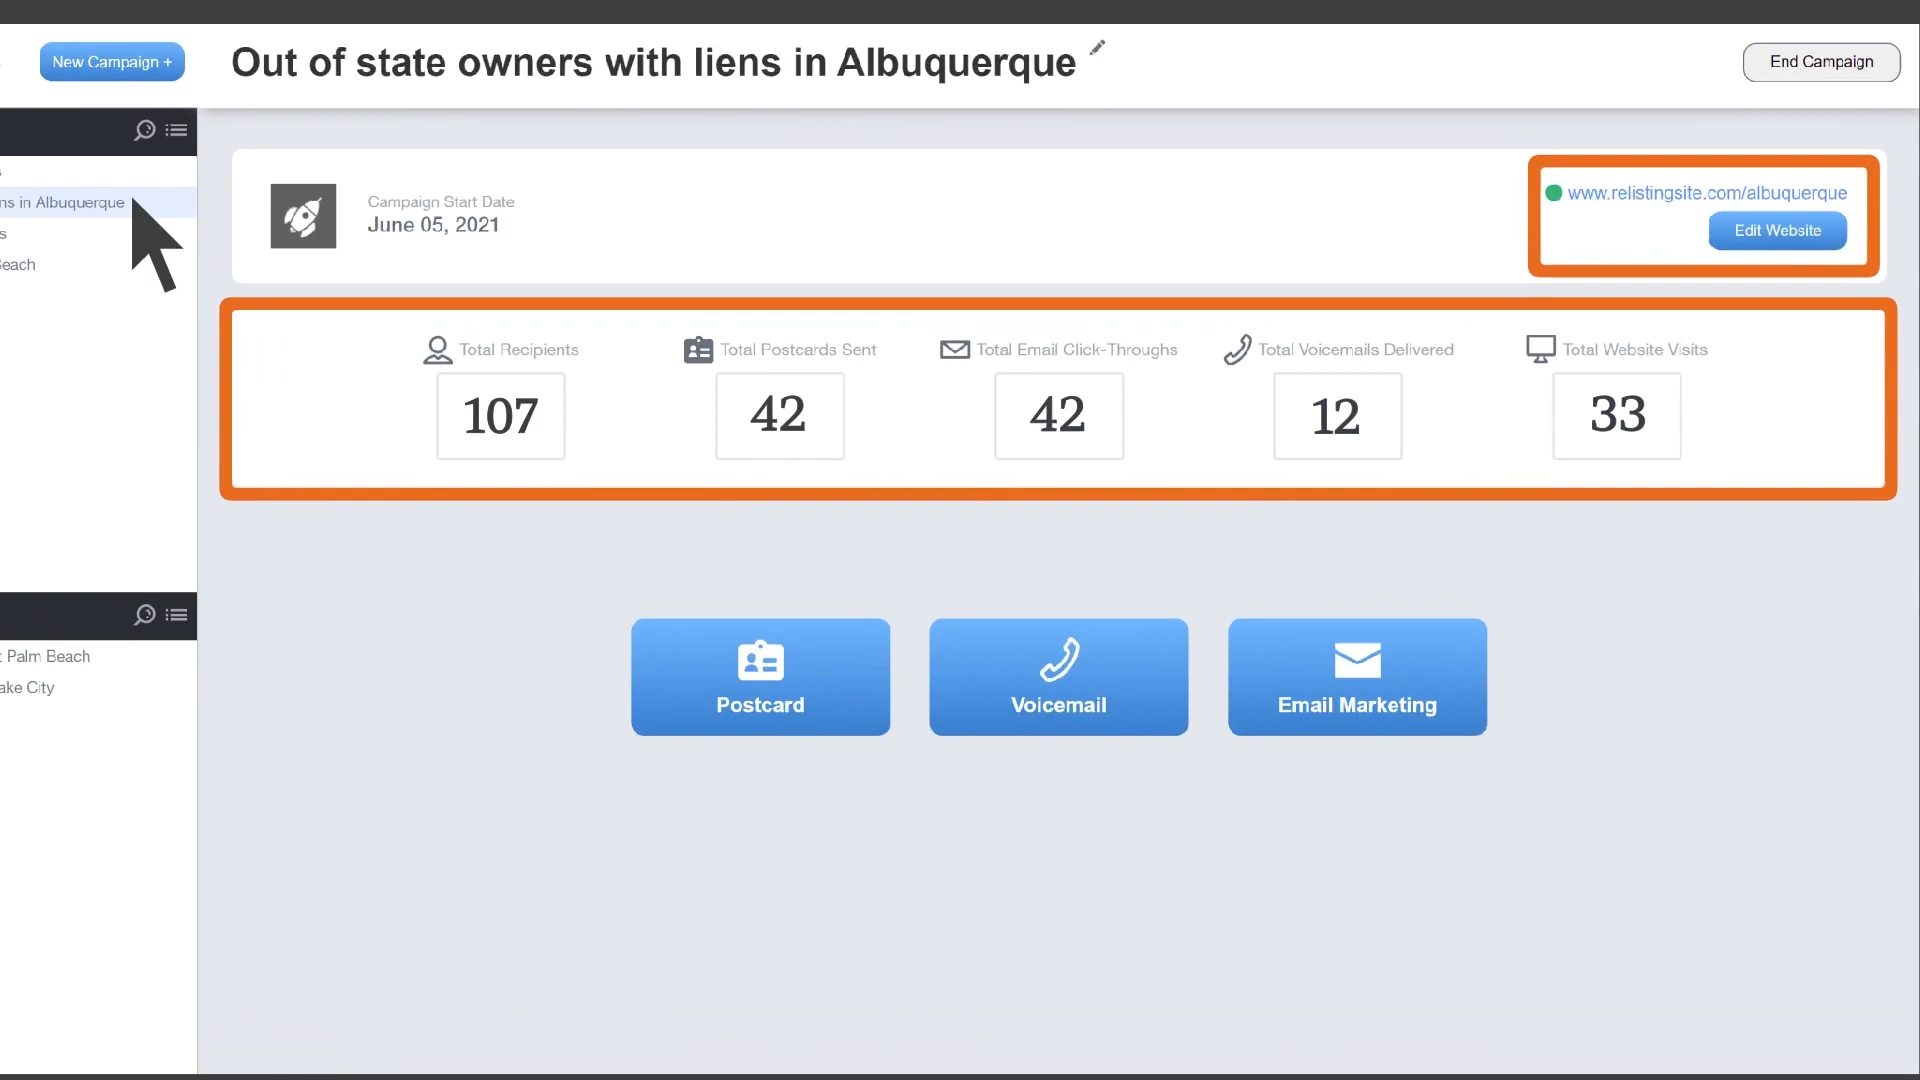 New Campaign +
Out of state owners with liens in Albuquerque
End Campaign
ns in Albuquerque
s
Beach
Campaign Start Date
June 05, 2021
www.relistingsite.com/albuquerque
Edit Website
Total Recipients
107
Total Postcards Sent
42
Total Email Click-Throughs
42
Total Voicemails Delivered
12
Total Website Visits
33
t Palm Beach
ake City
Postcard
Voicemail
Email Marketing